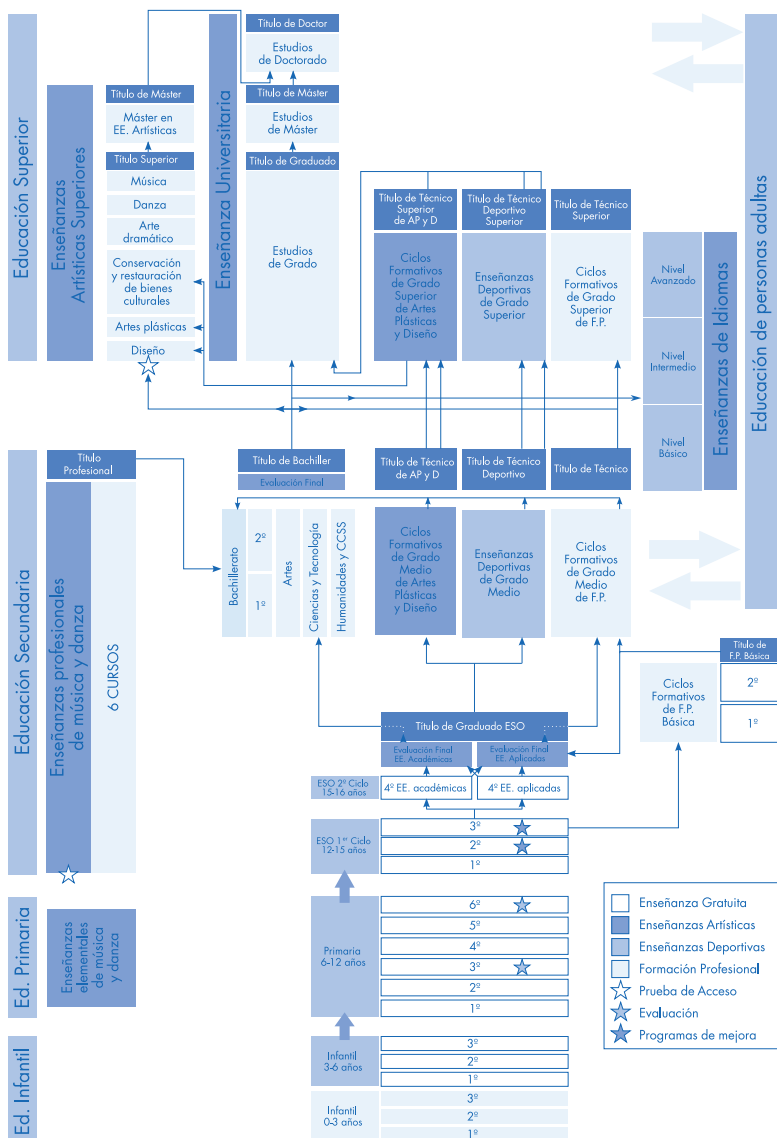 Educación Superior
Enseñanzas
Artísticas Superiores
Título de Máster
Máster en
EE. Artísticas
Título Superior
Música
Danza
Arte
dramático
Conservación
y restauración
de bienes
culturales
Artes plásticas
Diseño
Enseñanza Universitaria
Título de Doctor
Estudios
de Doctorado
Título de Máster
Estudios
de Máster
Título de Graduado
Estudios
de Grado
Título de Técnico
Superior
de AP y D
Ciclos
Formativos
de Grado
Superior
de Artes
Plásticas
y Diseño
Título de Técnico
Deportivo
Superior
Enseñanzas
Deportivas
de Grado
Superior
Título de Técnico
Superior
Ciclos
Formativos
de Grado
Superior
de F.P.
Nivel
Avanzado
Nivel
Intermedio
Nivel
Básico
Enseñanzas de Idiomas
Educación de personas adultas
Educación Secundaria
Título
Profesional
Enseñanzas profesionales
de música y danza
6 CURSOS
Título de Bachiller
Evaluación Final
Bachillerato
2º
1º
Artes
Ciencias y Tecnología
Humanidades y CCSS
Título de Técnico
de AP y D
Ciclos
Formativos
de Grado
Medio
de Artes
Plásticas
y Diseño
Título de Técnico
Deportivo
Enseñanzas
Deportivas
de Grado
Medio
Título de Técnico
Ciclos
Formativos
de Grado
Medio
de F.P.
Título de
F.P. Básica
Ciclos
Formativos
de F.P.
Básica
2º
1º
Título de Graduado ESO
Evaluación Final
EE. Académicas
Evaluación Final
EE. Aplicadas
ESO 2º Ciclo
15-16 años
4º EE. académicas
4º EE. aplicadas
ESO 1er Ciclo
12-15 años
3º
2º
1º
Ed. Primaria
Enseñanzas
elementales
de música
y danza
Primaria
6-12 años
6º
5º
4º
3º
2º
1º
Ed. Infantil
Infantil
3-6 años
3º
2º
1º
Infantil
0-3 años
3º
2º
1º
Enseñanza Gratuita
Enseñanzas Artísticas
Enseñanzas Deportivas
Formación Profesional
Prueba de Acceso
Evaluación
Programas de mejora